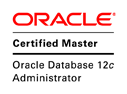 ORACLE
Certified Master
Oracle Database 12c
Administrator